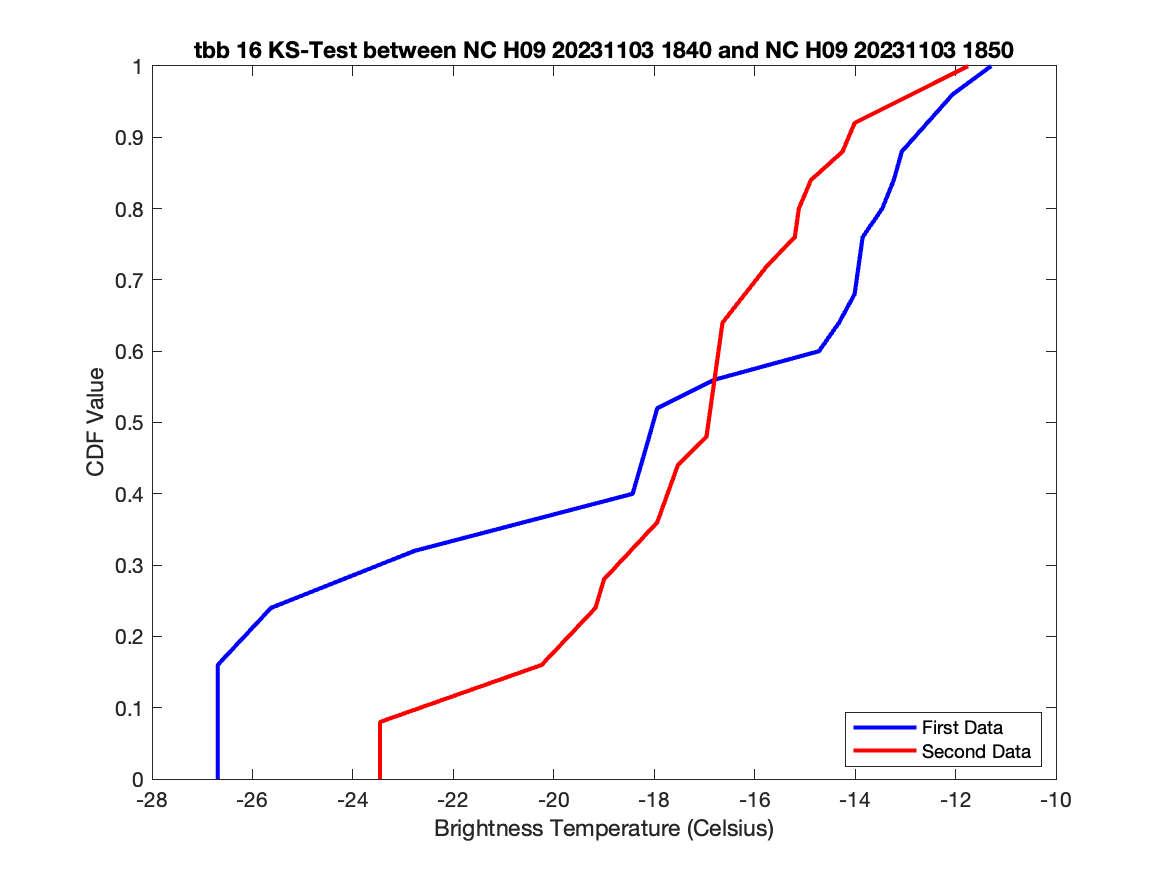 tbb 16 KS-Test between NC H09 20231103 1840 and NC H09 20231103 1850
1
0.9
0.8
0.7
0.6
0.5
0.4
0.3
0.2
0.1
0
CDF Value
First Data
Second Data
-28 -26 -24 -22 -20 -18 -16 -14 -12 -10
Brightness Temperature (Celsius)